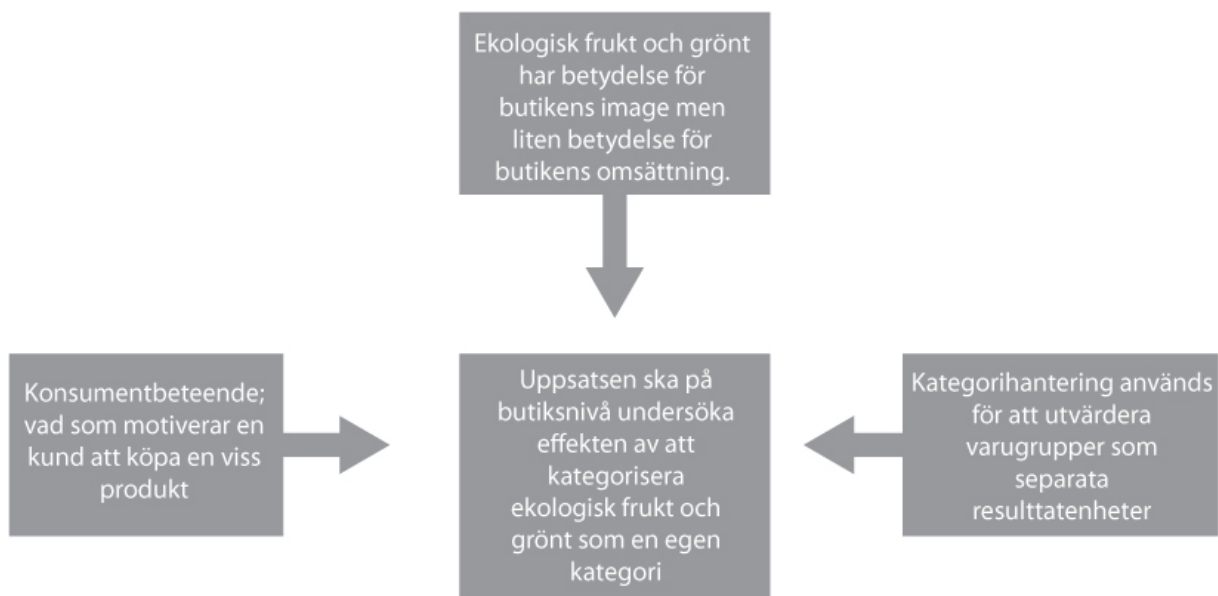 Ekologisk frukt och grönt
har betydelse för
butikens image men
liten betydelse för
butikens omsättning.
Konsumentbeteende;
vad som motiverar en
kund att köpa en viss
produkt
Uppsatsen ska på
butiksnivå undersöka
effekten av att
kategorisera
ekologisk frukt och
grönt som en egen
kategori
Kategorihantering används
för att utvärdera
varugrupper som
separata
resulttatenheter